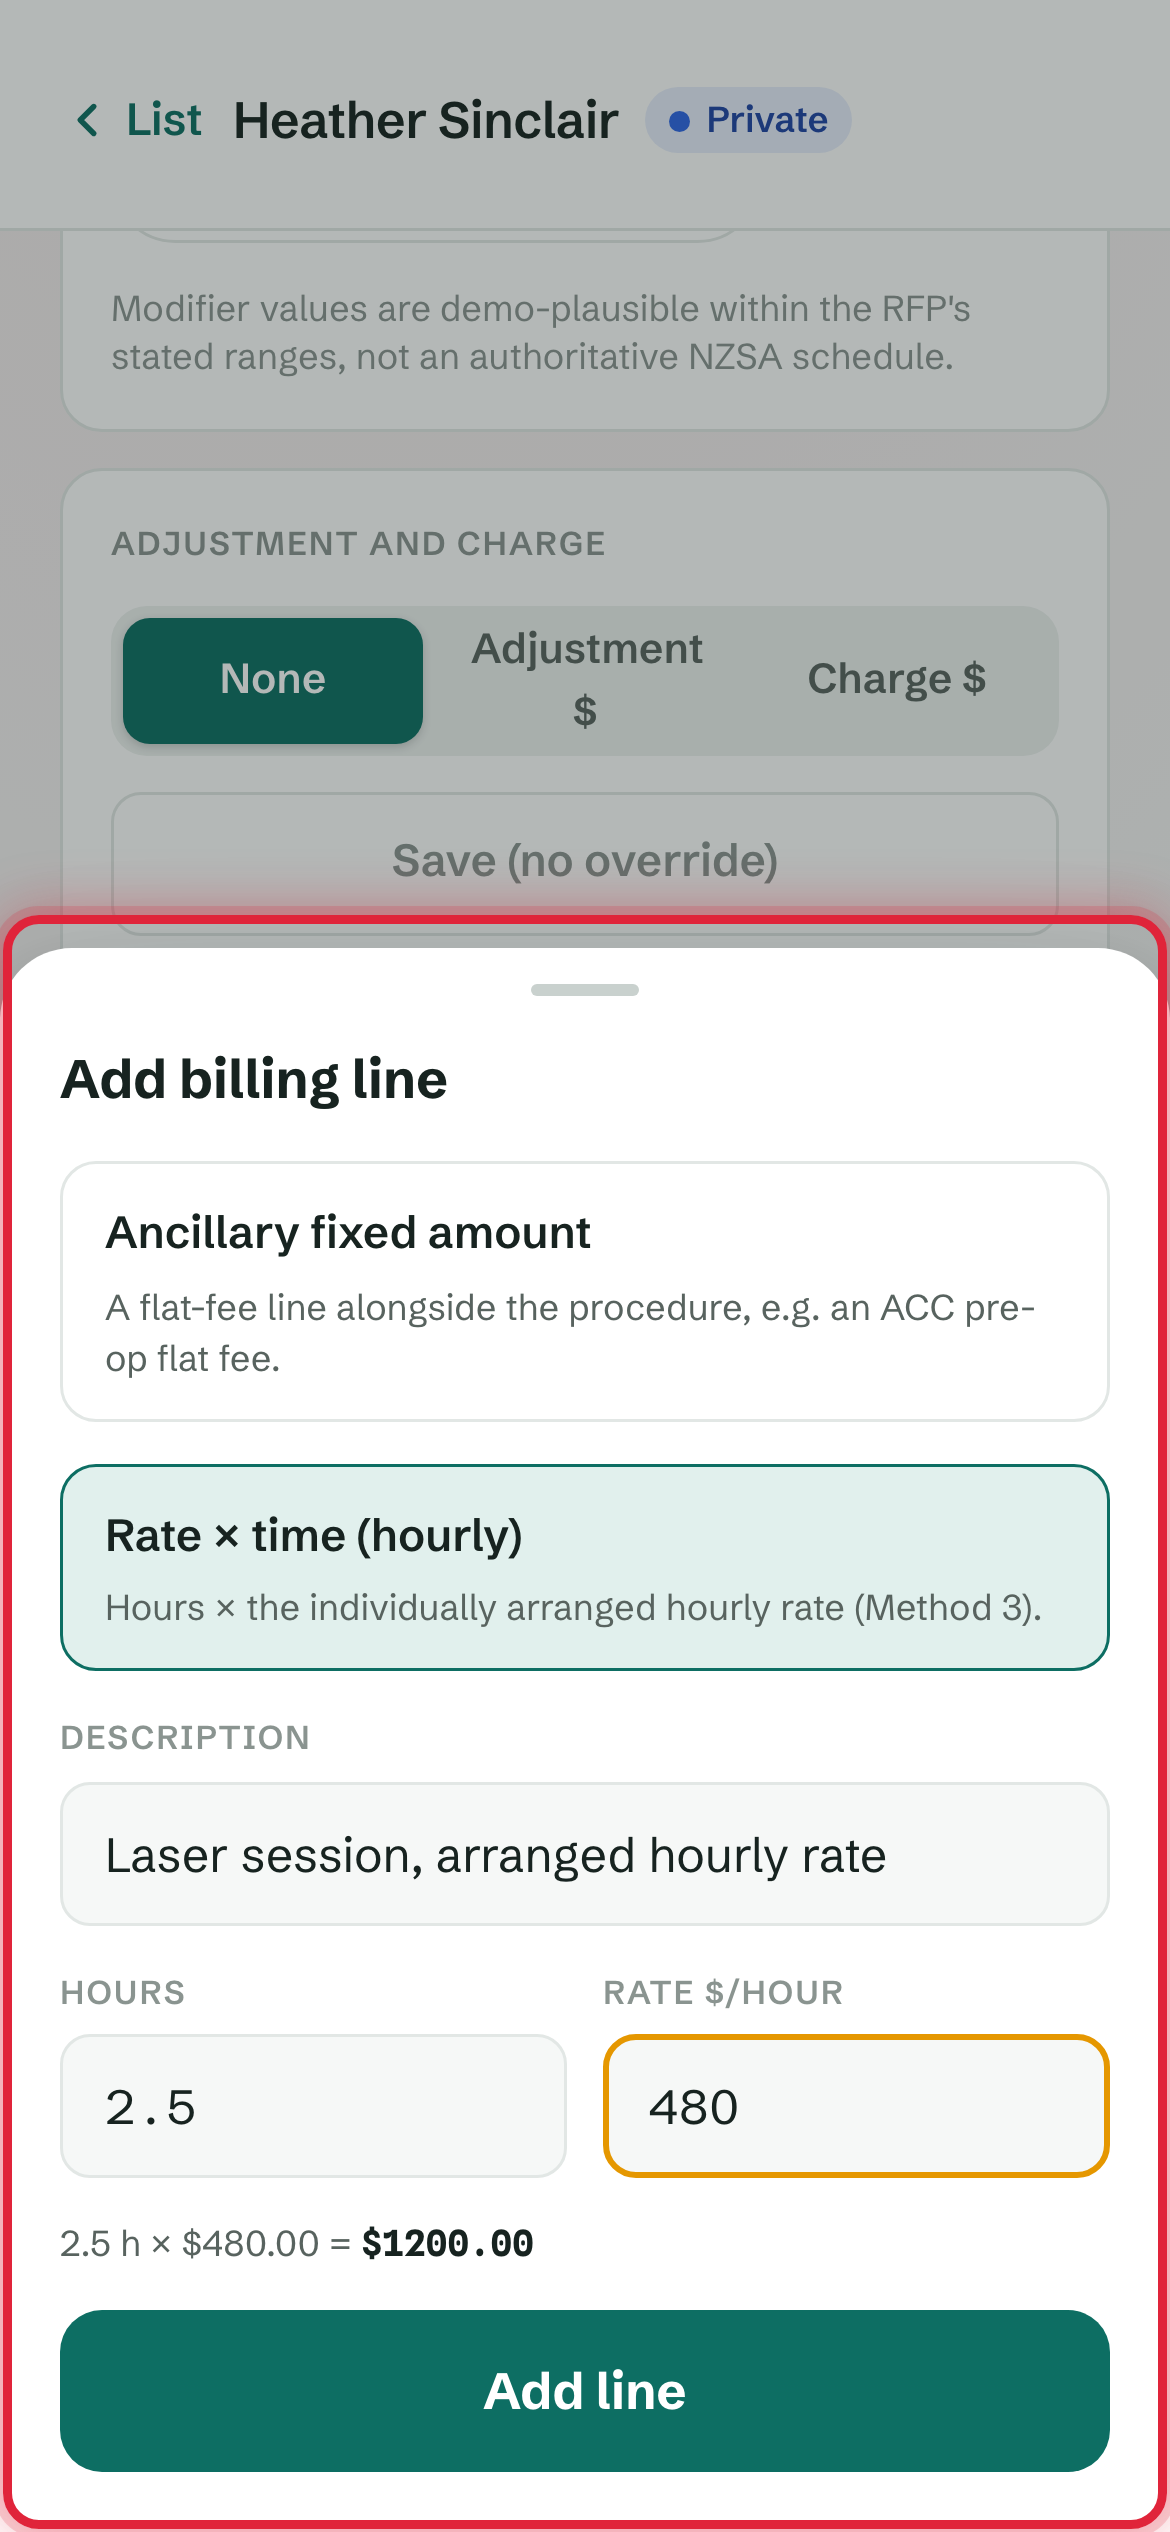 List Heather Sinclair Private
Modifier values are demo-plausible within the RFP's
stated ranges, not an authoritative NZSA schedule.
ADJUSTMENT AND CHARGE
None
Adjustment
$
Charge $
Save (no override)
Add billing line
Ancillary fixed amount
A flat-fee line alongside the procedure, e.g. an ACC pre-
op flat fee.
Rate × time (hourly)
Hours × the individually arranged hourly rate (Method 3).
DESCRIPTION
Laser session, arranged hourly rate
HOURS
2.5
RATE $/HOUR
480
2.5 h × $480.00 = $1200.00
Add line